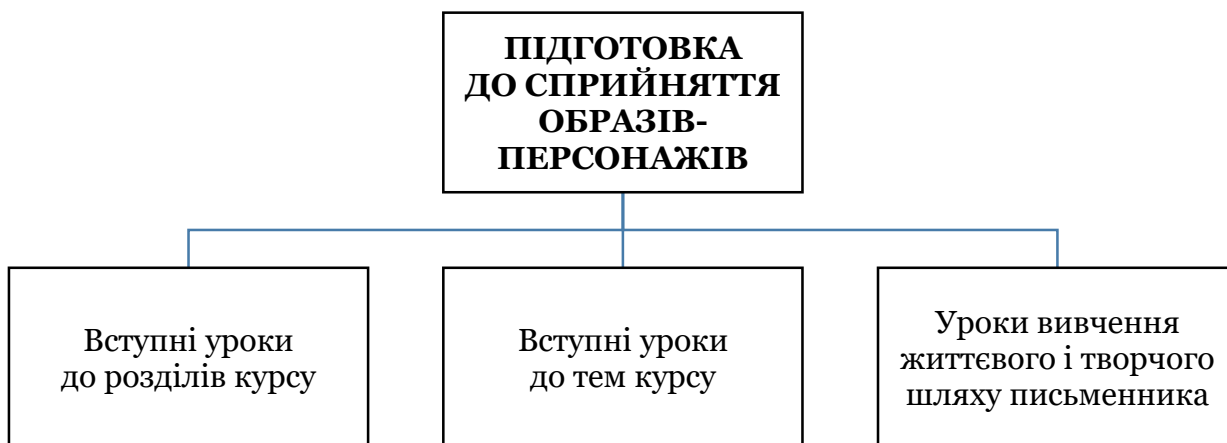 ПІДГОТОВКА
ДО СПРИЙНЯТТЯ
ОБРАЗІВ-
ПЕРСОНАЖІВ
Вступні уроки
до розділів курсу
Вступні уроки
до тем курсу
Уроки вивчення
життєвого і творчого
шляху письменника